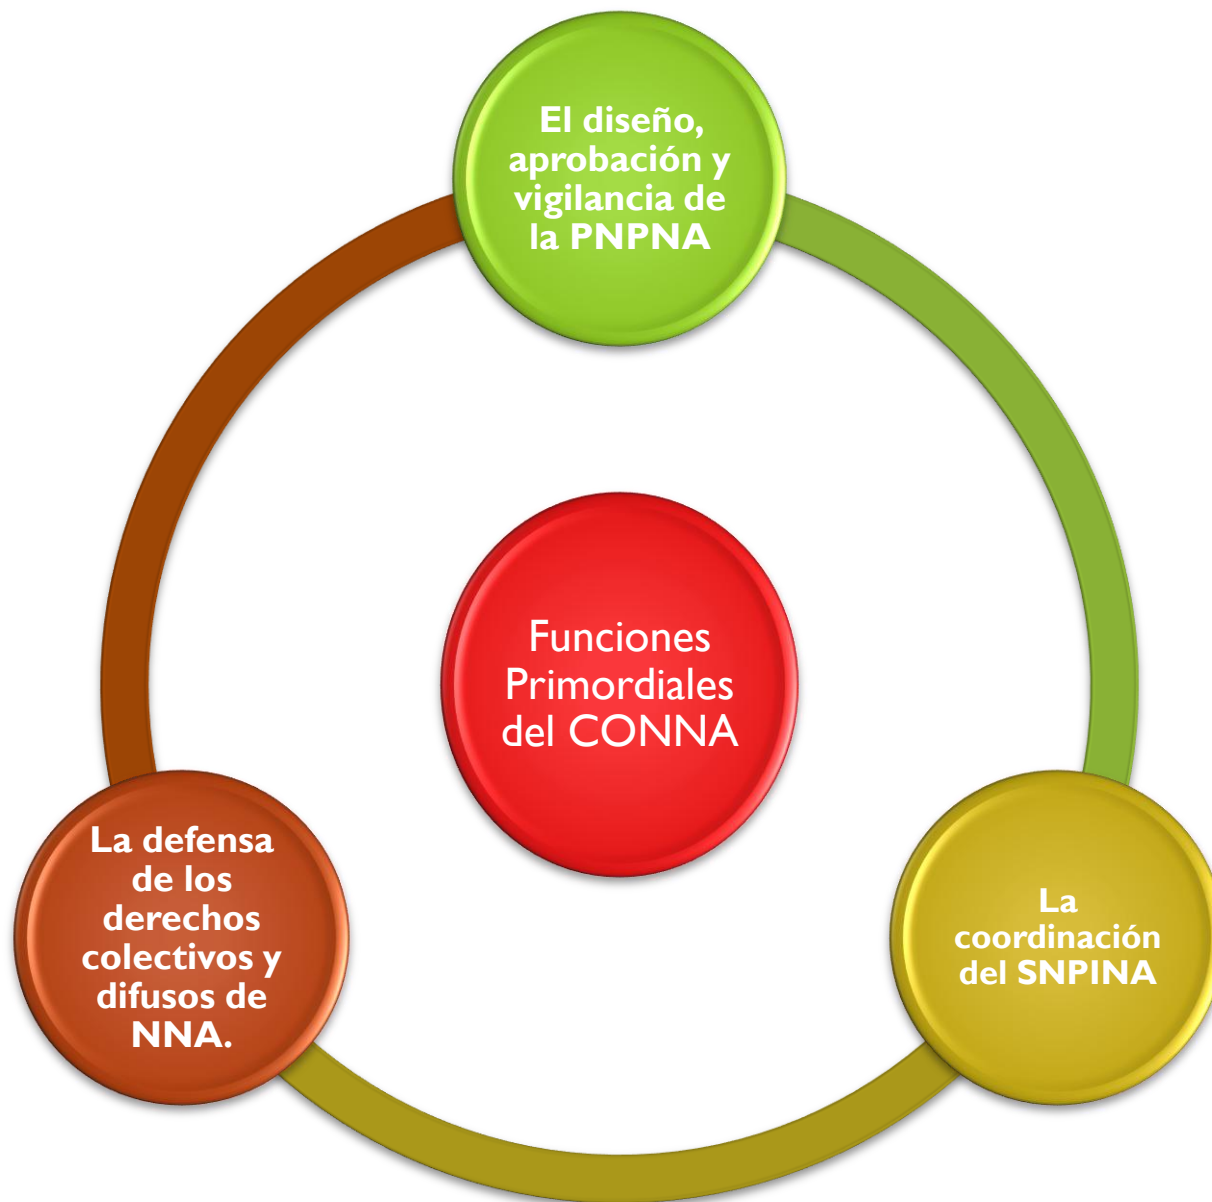 El diseño,
aprobación y
vigilancia de
la PNPNA
Funciones
Primordiales
del CONNA
La defensa
de los
derechos
colectivos y
difusos de
NNA.
La
coordinación
del SNPINA